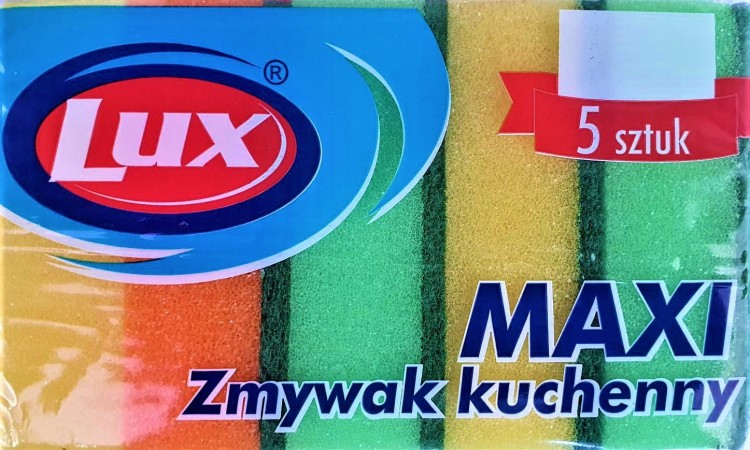 Lux ®
5 sztuk
MAXI
Zmywak kuchenny